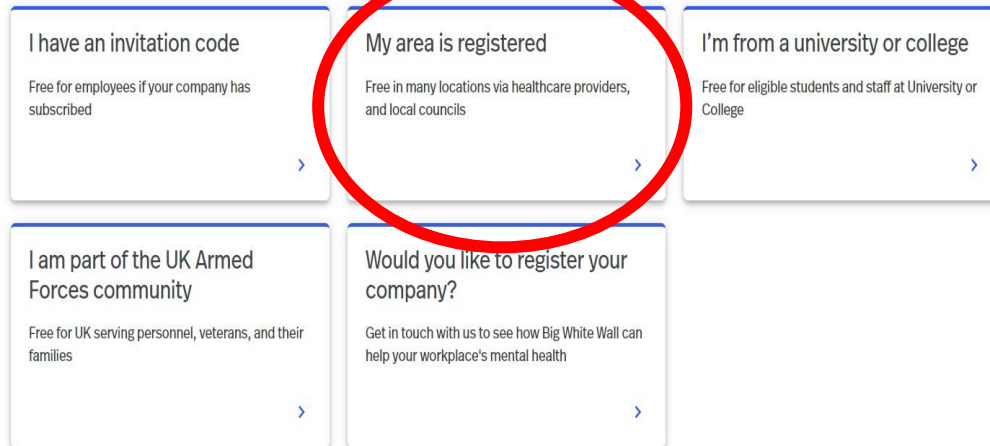 I have an invitation code
Free for employees if your company has
subscribed
My area is registered
Free in many locations via healthcare providers,
and local councils
I'm from a university or college
Free for eligible students and staff at University or
College
I am part of the UK Armed
Forces community
Free for UK serving personnel, veterans, and their
families
Would you like to register your
company?
Get in touch with us to see how Big White Wall can
help your workplace's mental health